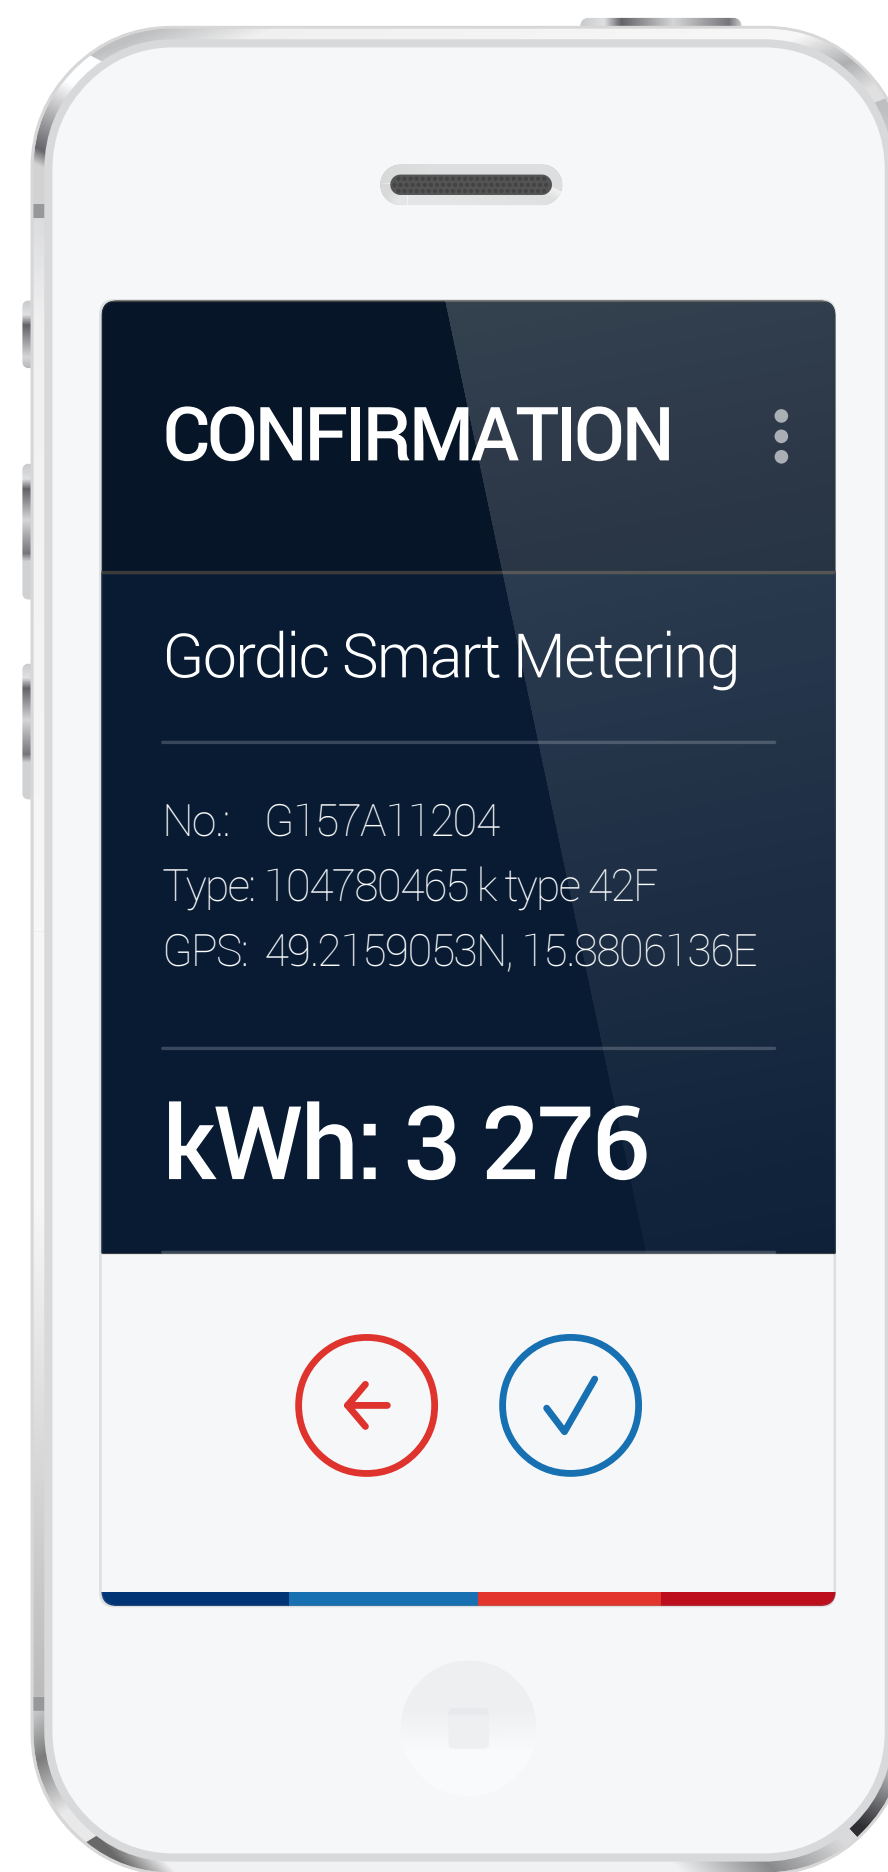 CONFIRMATION
Gordic Smart Metering
No.: G157A11204
Type: 104780465 k type 42F
GPS: 49.2159053N, 15.8806136E
kWh: 3 276